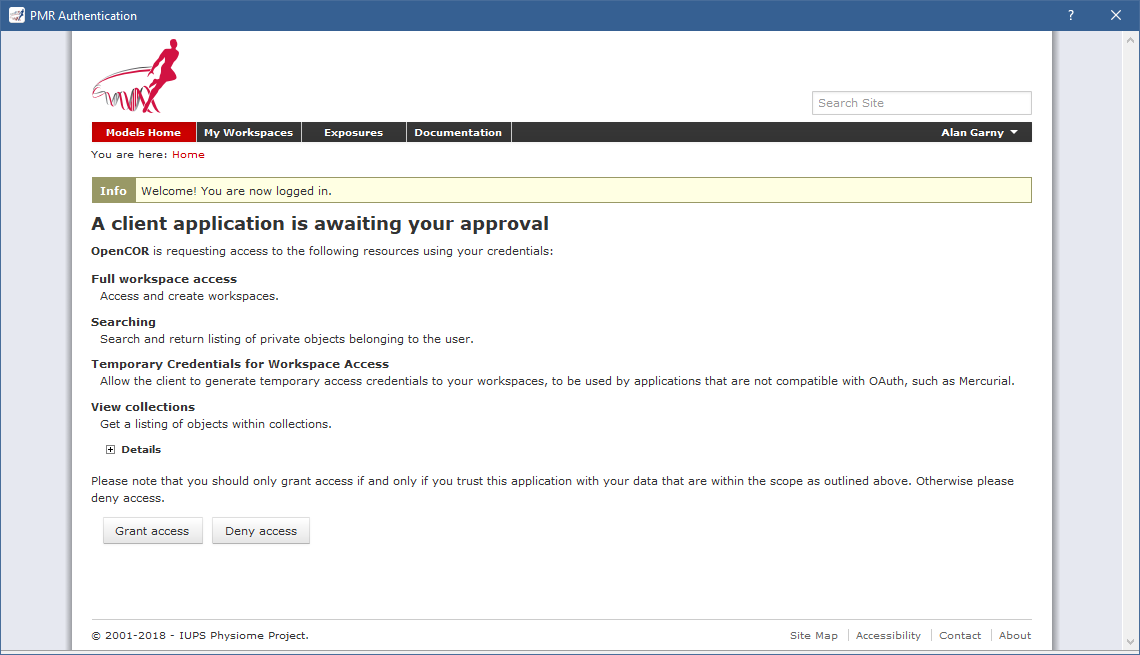 PMR Authentication
?
Search Site
Models Home My Workspaces Exposures Documentation Alan Garny
You are here: Home
Info Welcome! You are now logged in.
A client application is awaiting your approval
OpenCOR is requesting access to the following resources using your credentials:
Full workspace access
Access and create workspaces.
Searching
Search and return listing of private objects belonging to the user.
Temporary Credentials for Workspace Access
Allow the client to generate temporary access credentials to your workspaces, to be used by applications that are not compatible with OAuth, such as Mercurial.
View collections
Get a listing of objects within collections.
Details
Please note that you should only grant access if and only if you trust this application with your data that are within the scope as outlined above. Otherwise please
deny access.
Grant access Deny access
© 2001-2018 - IUPS Physiome Project. Site Map Accessibility Contact About